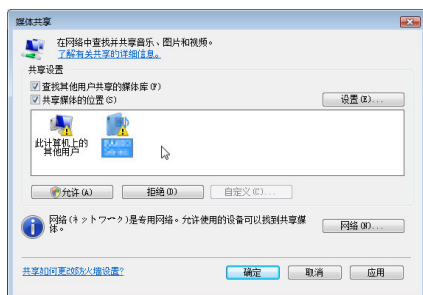 媒体共享
在网络中查找并共享音乐、图片和视频。
了解有关共享的详细信息。
共享设置
查找其他用户共享的媒体库(F)
共享媒体的位置(S)
设置(E)...
此计算机上的
其他用户
允许(A)
拒绝(D)
自定义(C)...
网络(ネットワーク)是专用网络。允许使用的设备可以找到共享媒
体。
网络(N)...
共享如何更改防火墙设置?
确定
取消
应用